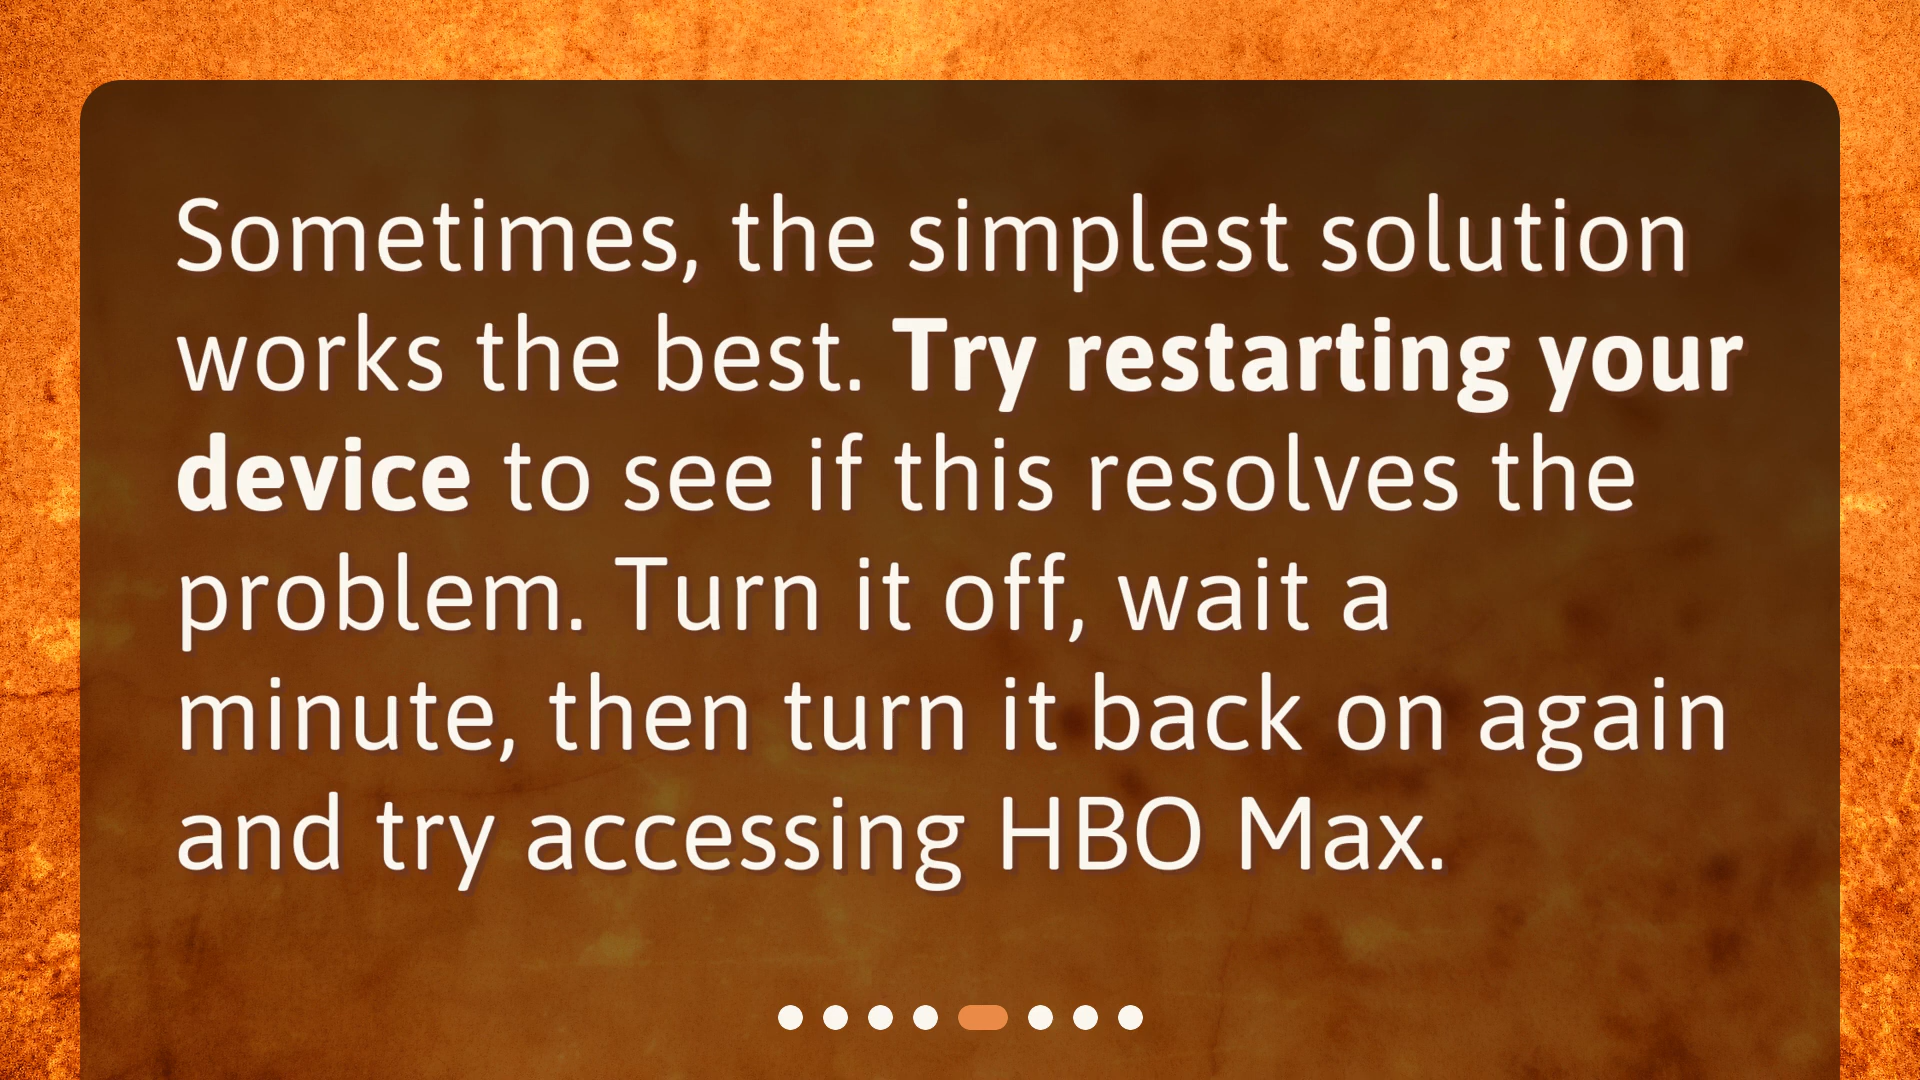 Sometimes, the simplest solution
works the best. Try restarting your
device to see if this resolves the
problem. Turn it off, wait a
minute, then turn it back on again
and try accessing HBO Max.